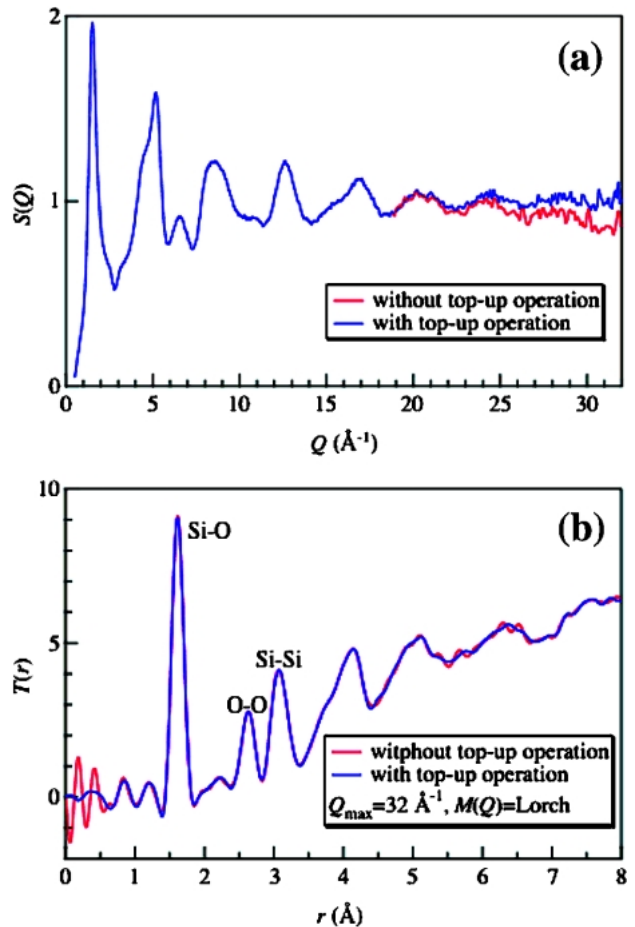 2
(a)
S(Q)
1
without top-up operation
with top-up operation
0
0 5 10 15 20 25 30
Q (Å⁻¹)
10
(b)
Si-O
T(r)
5
Si-Si
O-O
witphout top-up operation
with top-up operation
Qmax=32 Å⁻¹, M(Q)=Lorch
0
0 1 2 3 4 5 6 7 8
r (Å)